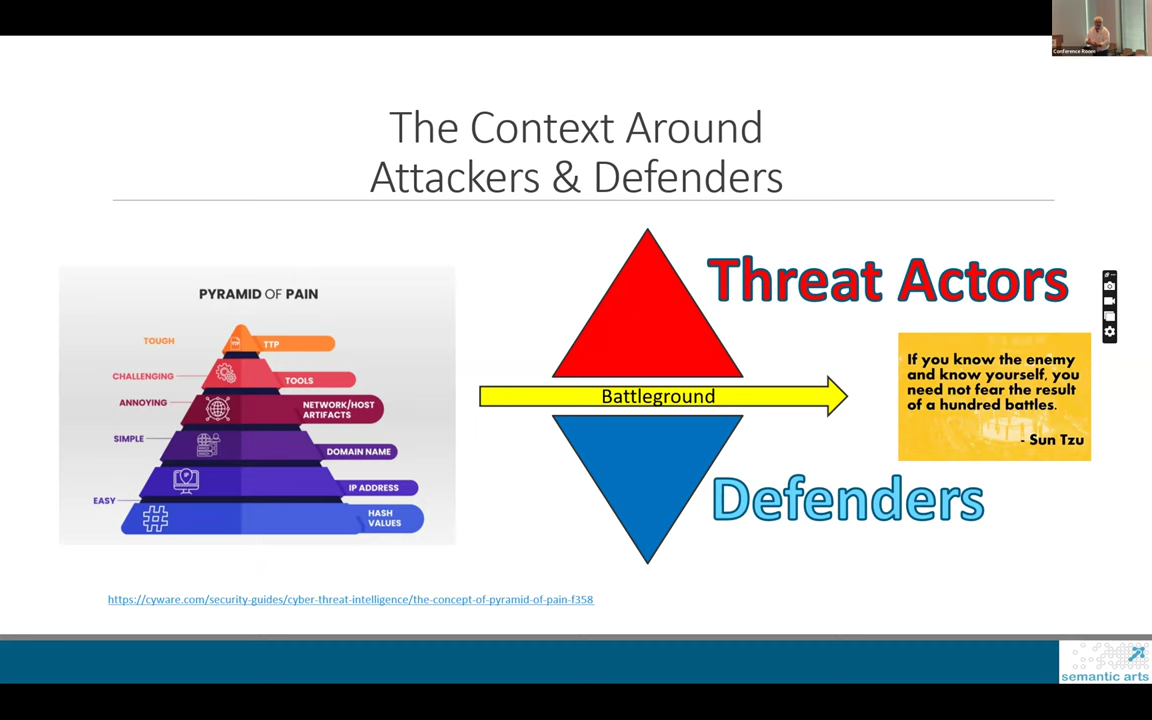 Conference Room
The Context Around
Attackers & Defenders
PYRAMID OF PAIN
TOUGH
TTP
CHALLENGING
TOOLS
ANNOYING
NETWORK/HOST
ARTIFACTS
SIMPLE
DOMAIN NAME
IP ADDRESS
EASY
HASH
VALUES
Threat Actors
Battleground
Defenders
If you know the enemy
and know yourself, you
need not fear the result
of a hundred battles.
- Sun Tzu
https://cyware.com/security-guides/cyber-threat-intelligence/the-concept-of-pyramid-of-pain-f358
semantic arts